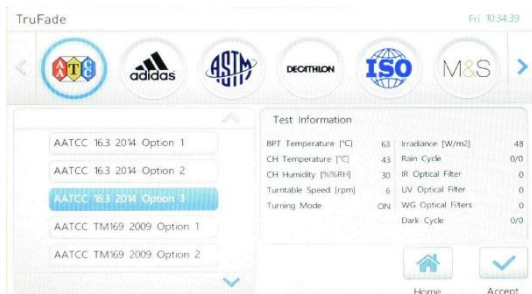 TruFade
Fri 10:34:39
AATCC
adidas
ASTM
DECATHLON
ISO
M&S
AATCC 16.3 2014 Option 1
AATCC 16.3 2014 Option 2
AATCC 16.3 2014 Option 3
AATCC TM169 2009 Option 1
AATCC TM169 2009 Option 2
Test Information
BPT Temperature [°C] 63
CH Temperature [°C] 43
CH Humidity [%%RH] 30
Turntable Speed [rpm] 6
Turning Mode ON
Irradiance [W/m2] 48
Rain Cycle 0/0
IR Optical Filter 0
UV Optical Filter 0
WG Optical Filters 0
Dark Cycle 0/0
Home
Accept